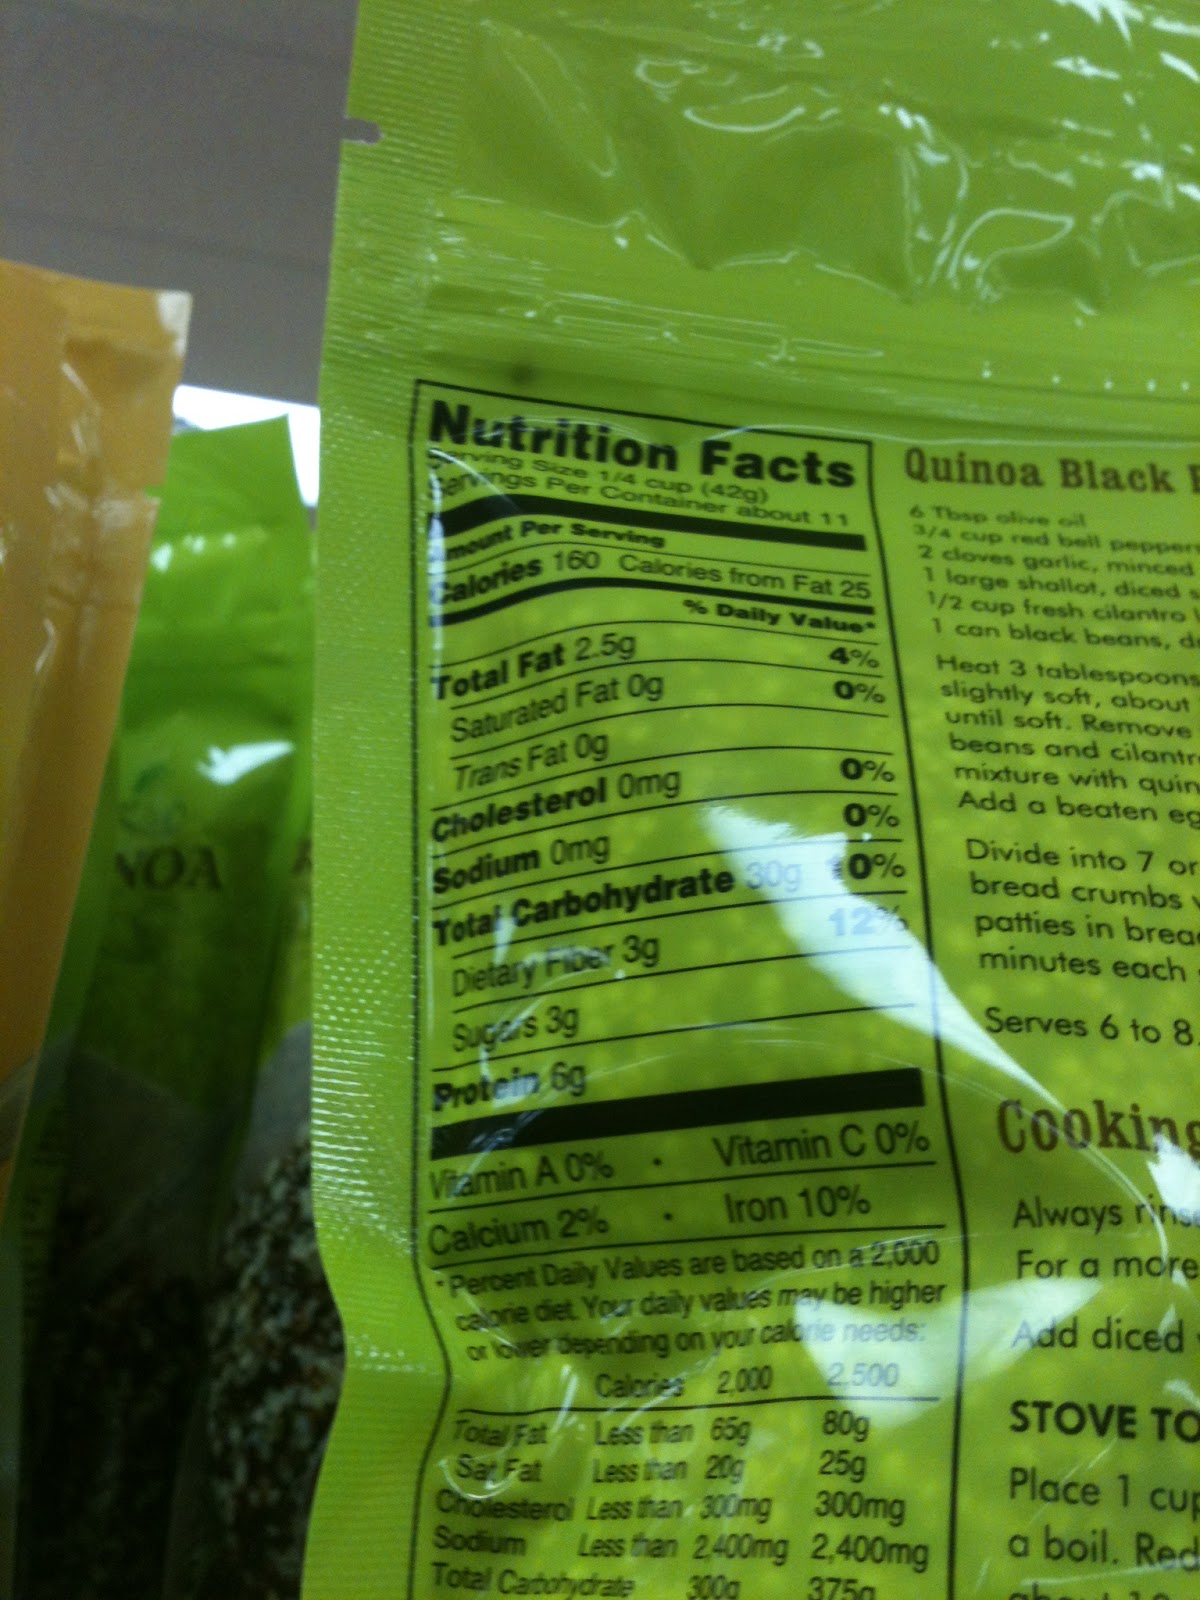 Nutrition Facts
Serving Size 1/4 cup (42g)
Servings Per Container about 11
Amount Per Serving
Calories 160 Calories from Fat 25
% Daily Value*
Total Fat 2.5g 4%
Saturated Fat 0g 0%
Trans Fat 0g
Cholesterol 0mg 0%
Sodium 0mg 0%
Total Carbohydrate 30g 10%
Dietary Fiber 3g 12%
Sugars 3g
Protein 6g
Vitamin A 0% • Vitamin C 0%
Calcium 2% • Iron 10%
*Percent Daily Values are based on a 2,000
calorie diet. Your daily values may be higher
or lower depending on your calorie needs:
Calories 2,000 2,500
Total Fat Less than 65g 80g
Sat Fat Less than 20g 25g
Cholesterol Less than 300mg 300mg
Sodium Less than 2,400mg 2,400mg
Total Carbohydrate 300g 375g
Quinoa Black
6 Tbsp olive oil
3/4 cup red bell pepper
2 cloves garlic, minced
1 large shallot, diced
1/2 cup fresh cilantro
1 can black beans,
Heat 3 tablespoons
slightly soft, about
until soft. Remove
beans and
mixture with
Add a beaten
Divide into 7 or
bread crumbs
patties in
minutes each
Serves 6 to 8.
Cooking
Always
For a more
Add diced
STOVE
Place 1
a boil.
NOA